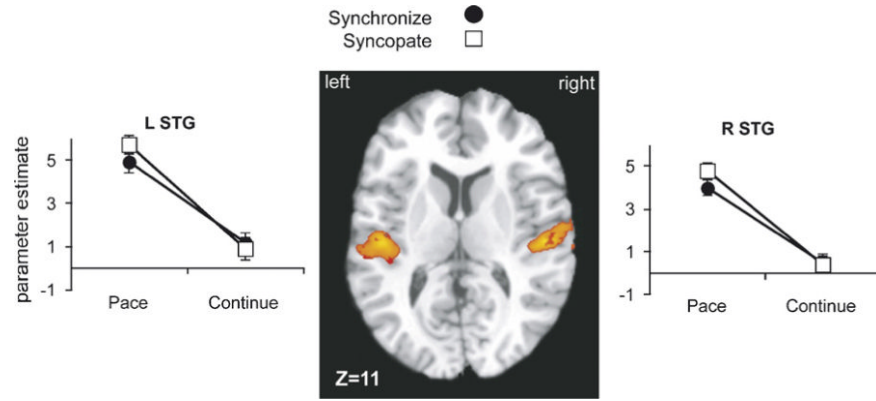 Synchronize
Syncopate
left
right
L STG
parameter estimate
5
3
1
-1
Pace
Continue
Z=11
R STG
5
3
1
-1
Pace
Continue